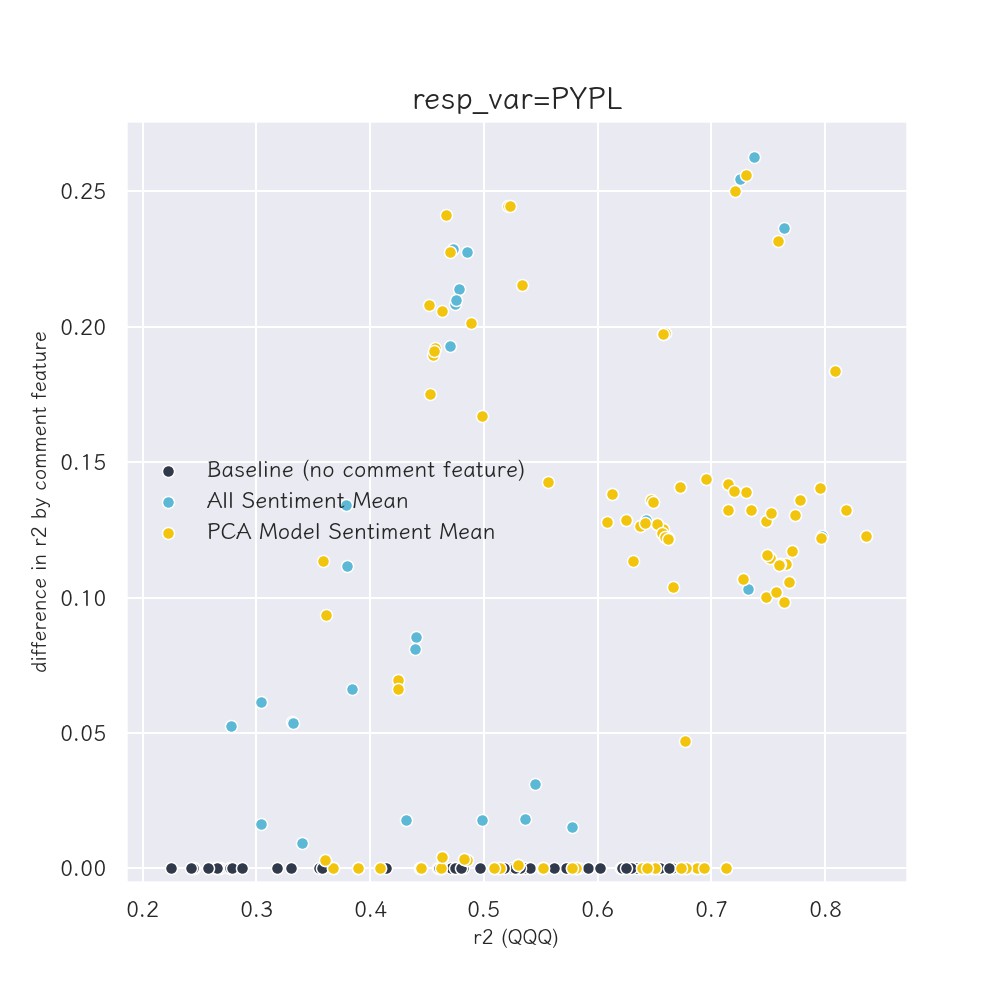 resp_var=PYPL
difference in r2 by comment feature
0.25
0.20
0.15
0.10
0.05
0.00
Baseline (no comment feature)
All Sentiment Mean
PCA Model Sentiment Mean
0.2 0.3 0.4 0.5 0.6 0.7 0.8
r2 (QQQ)